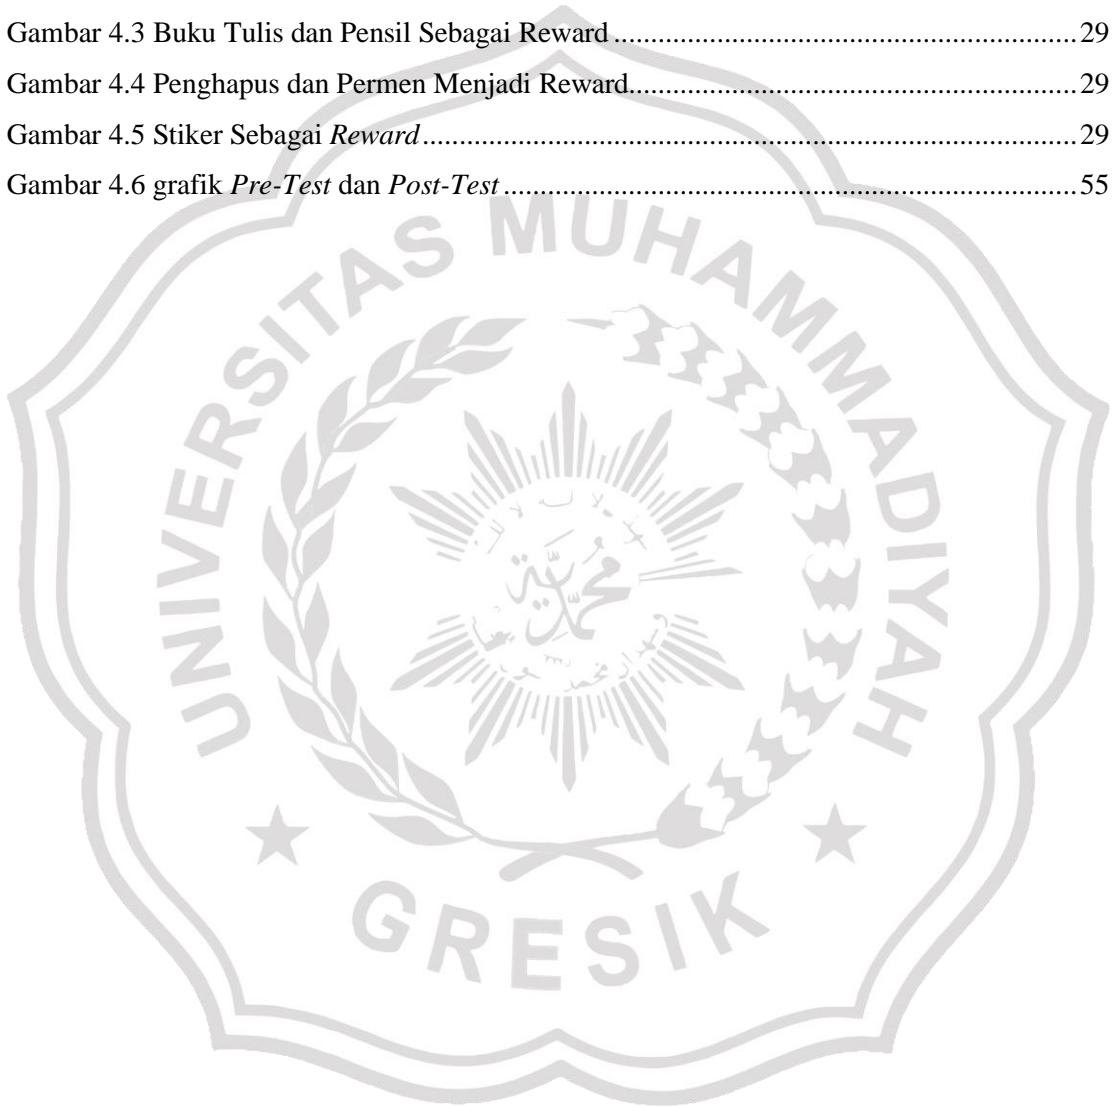 Gambar 4.3 Buku Tulis dan Pensil Sebagai Reward ................................................................ 29
Gambar 4.4 Penghapus dan Permen Menjadi Reward................................................................ 29
Gambar 4.5 Stiker Sebagai Reward ................................................................ 29
Gambar 4.6 grafik Pre-Test dan Post-Test ................................................................ 55
UNIVERSITAS MUHAMMADIYAH
محمدية
GRESIK